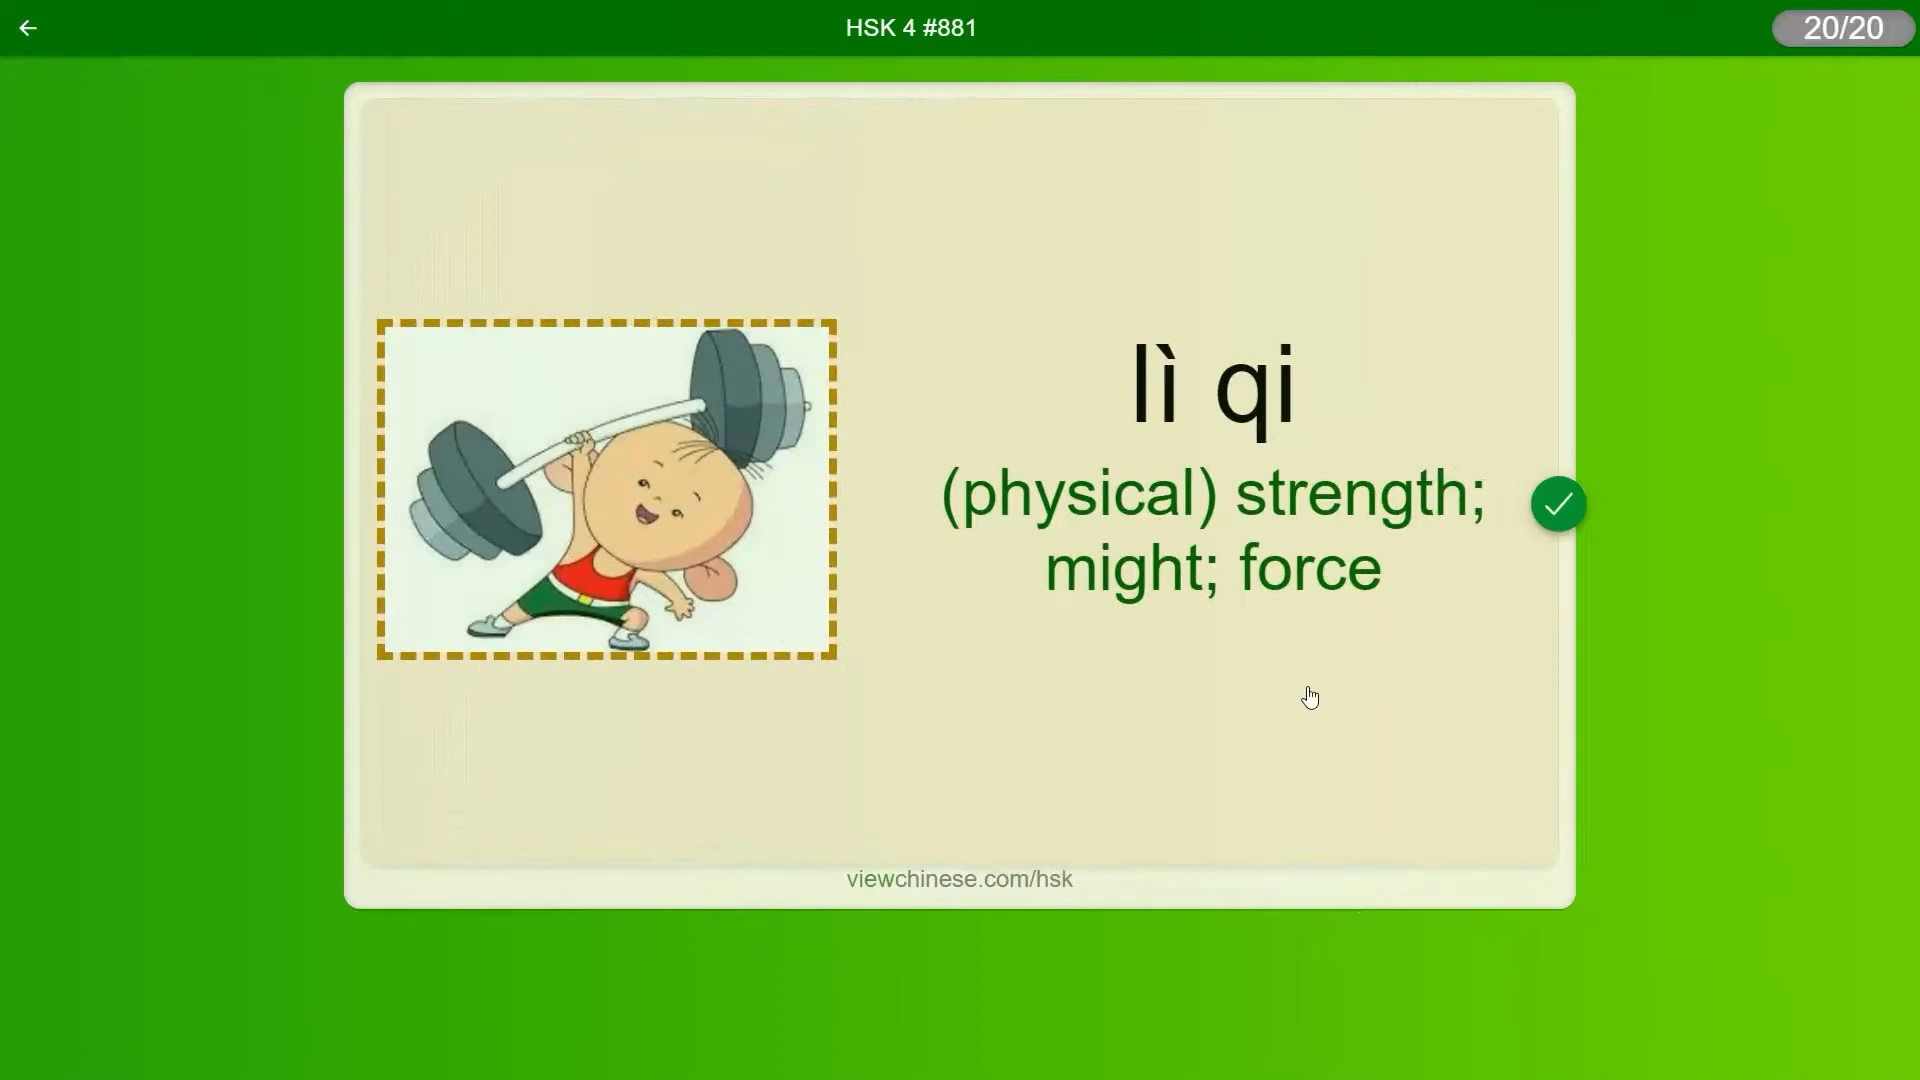 HSK 4 #881
20/20
lì qi
(physical) strength;
might; force
viewchinese.com/hsk